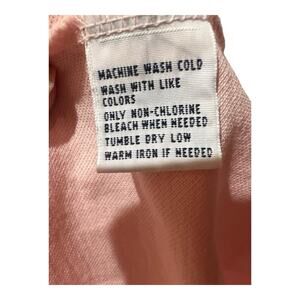 MACHINE WASH COLD
WASH WITH LIKE
COLORS
ONLY NON-CHLORINE
BLEACH WHEN NEEDED
TUMBLE DRY LOW
WARM IRON IF NEEDED